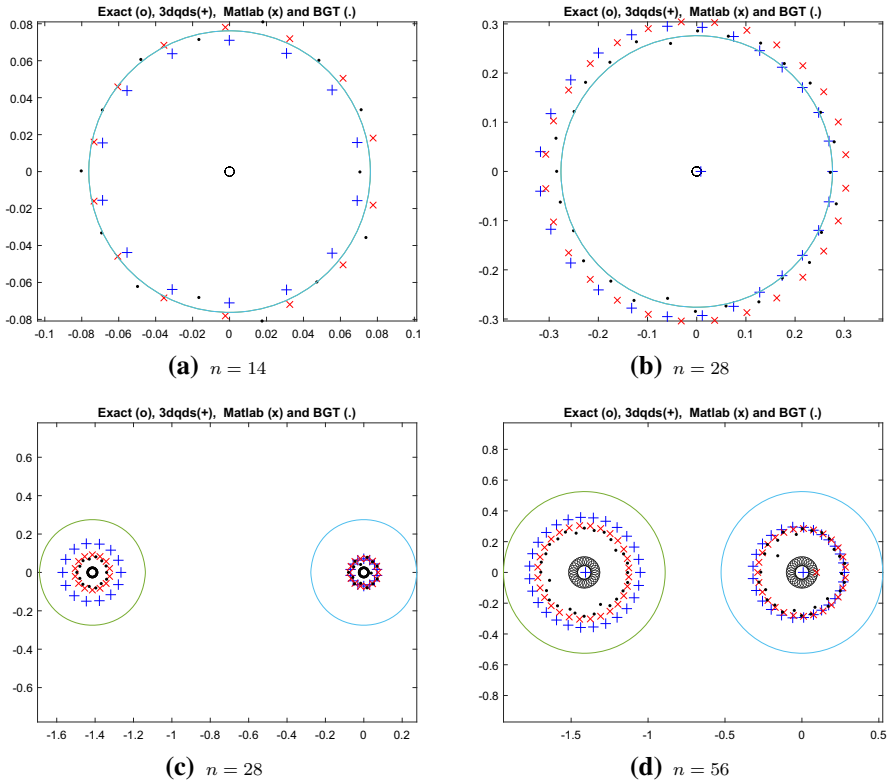 Exact (o), 3dqds(+), Matlab (x) and BGT (.)
0.08
0.06
0.04
0.02
0
-0.02
-0.04
-0.06
-0.08
-0.1 -0.08 -0.06 -0.04 -0.02 0 0.02 0.04 0.06 0.08 0.1
(a) n = 14
Exact (o), 3dqds(+), Matlab (x) and BGT (.)
0.3
0.2
0.1
0
-0.1
-0.2
-0.3
-0.3 -0.2 -0.1 0 0.1 0.2 0.3
(b) n = 28
Exact (o), 3dqds(+), Matlab (x) and BGT (.)
0.6
0.4
0.2
0
-0.2
-0.4
-0.6
-1.6 -1.4 -1.2 -1 -0.8 -0.6 -0.4 -0.2 0 0.2
(c) n = 28
Exact (o), 3dqds(+), Matlab (x) and BGT (.)
0.8
0.6
0.4
0.2
0
-0.2
-0.4
-0.6
-0.8
-1.5 -1 -0.5 0 0.5
(d) n = 56